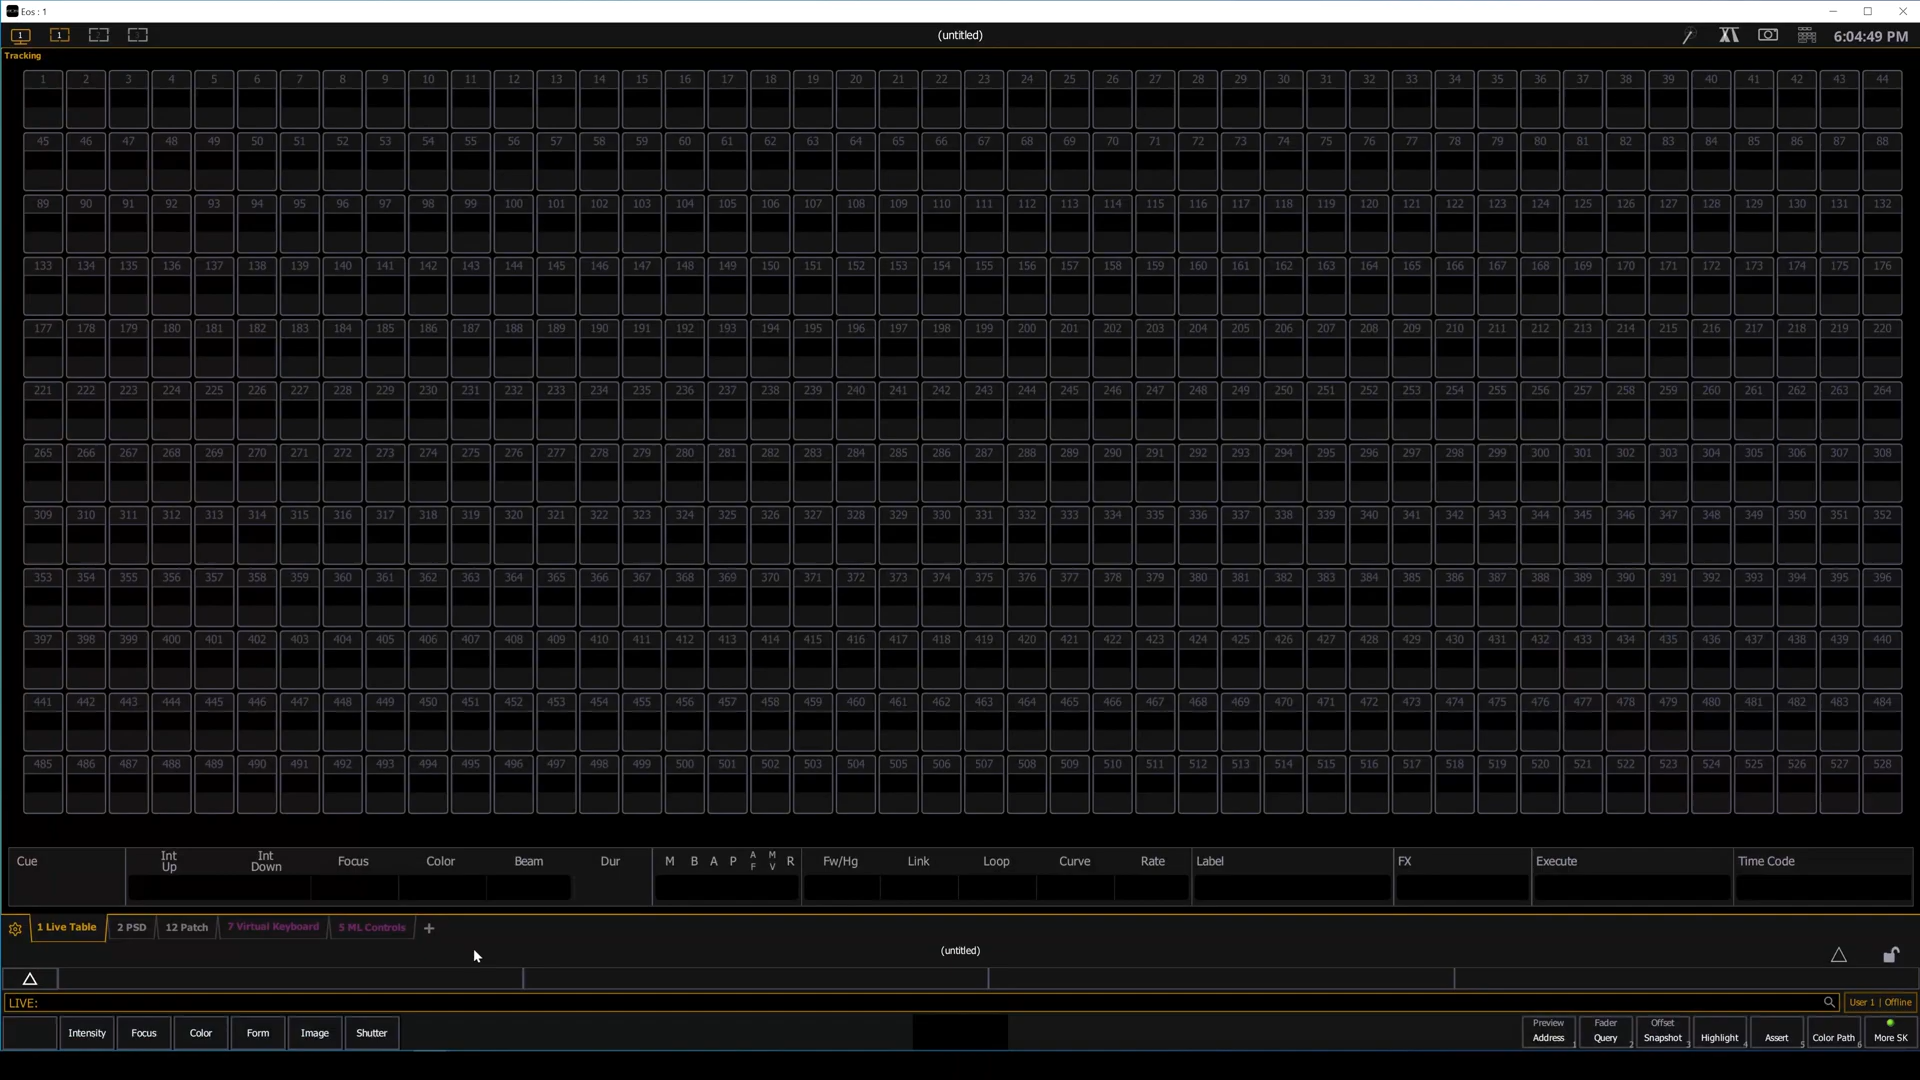 Eos : 1
1 1 (untitled) 6:04:49 PM
Tracking
1 2 3 4 5 6 7 8 9 10 11 12 13 14 15 16 17 18 19 20 21 22 23 24 25 26 27 28 29 30 31 32 33 34 35 36 37 38 39 40 41 42 43 44
45 46 47 48 49 50 51 52 53 54 55 56 57 58 59 60 61 62 63 64 65 66 67 68 69 70 71 72 73 74 75 76 77 78 79 80 81 82 83 84 85 86 87 88
89 90 91 92 93 94 95 96 97 98 99 100 101 102 103 104 105 106 107 108 109 110 111 112 113 114 115 116 117 118 119 120 121 122 123 124 125 126 127 128 129 130 131 132
133 134 135 136 137 138 139 140 141 142 143 144 145 146 147 148 149 150 151 152 153 154 155 156 157 158 159 160 161 162 163 164 165 166 167 168 169 170 171 172 173 174 175 176
177 178 179 180 181 182 183 184 185 186 187 188 189 190 191 192 193 194 195 196 197 198 199 200 201 202 203 204 205 206 207 208 209 210 211 212 213 214 215 216 217 218 219 220
221 222 223 224 225 226 227 228 229 230 231 232 233 234 235 236 237 238 239 240 241 242 243 244 245 246 247 248 249 250 251 252 253 254 255 256 257 258 259 260 261 262 263 264
265 266 267 268 269 270 271 272 273 274 275 276 277 278 279 280 281 282 283 284 285 286 287 288 289 290 291 292 293 294 295 296 297 298 299 300 301 302 303 304 305 306 307 308
309 310 311 312 313 314 315 316 317 318 319 320 321 322 323 324 325 326 327 328 329 330 331 332 333 334 335 336 337 338 339 340 341 342 343 344 345 346 347 348 349 350 351 352
353 354 355 356 357 358 359 360 361 362 363 364 365 366 367 368 369 370 371 372 373 374 375 376 377 378 379 380 381 382 383 384 385 386 387 388 389 390 391 392 393 394 395 396
397 398 399 400 401 402 403 404 405 406 407 408 409 410 411 412 413 414 415 416 417 418 419 420 421 422 423 424 425 426 427 428 429 430 431 432 433 434 435 436 437 438 439 440
441 442 443 444 445 446 447 448 449 450 451 452 453 454 455 456 457 458 459 460 461 462 463 464 465 466 467 468 469 470 471 472 473 474 475 476 477 478 479 480 481 482 483 484
485 486 487 488 489 490 491 492 493 494 495 496 497 498 499 500 501 502 503 504 505 506 507 508 509 510 511 512 513 514 515 516 517 518 519 520 521 522 523 524 525 526 527 528
Cue Int Up Int Down Focus Color Beam Dur M B A P AF MV R Fw/Hg Link Loop Curve Rate Label FX Execute Time Code
1 Live Table 2 PSD 12 Patch 7 Virtual Keyboard 5 ML Controls +
(untitled)
LIVE: User 1 | Offline
Intensity Focus Color Form Image Shutter
Preview Fader Offset
Address 1 Query 2 Snapshot 3 Highlight 4 Assert 5 Color Path 6 More SK